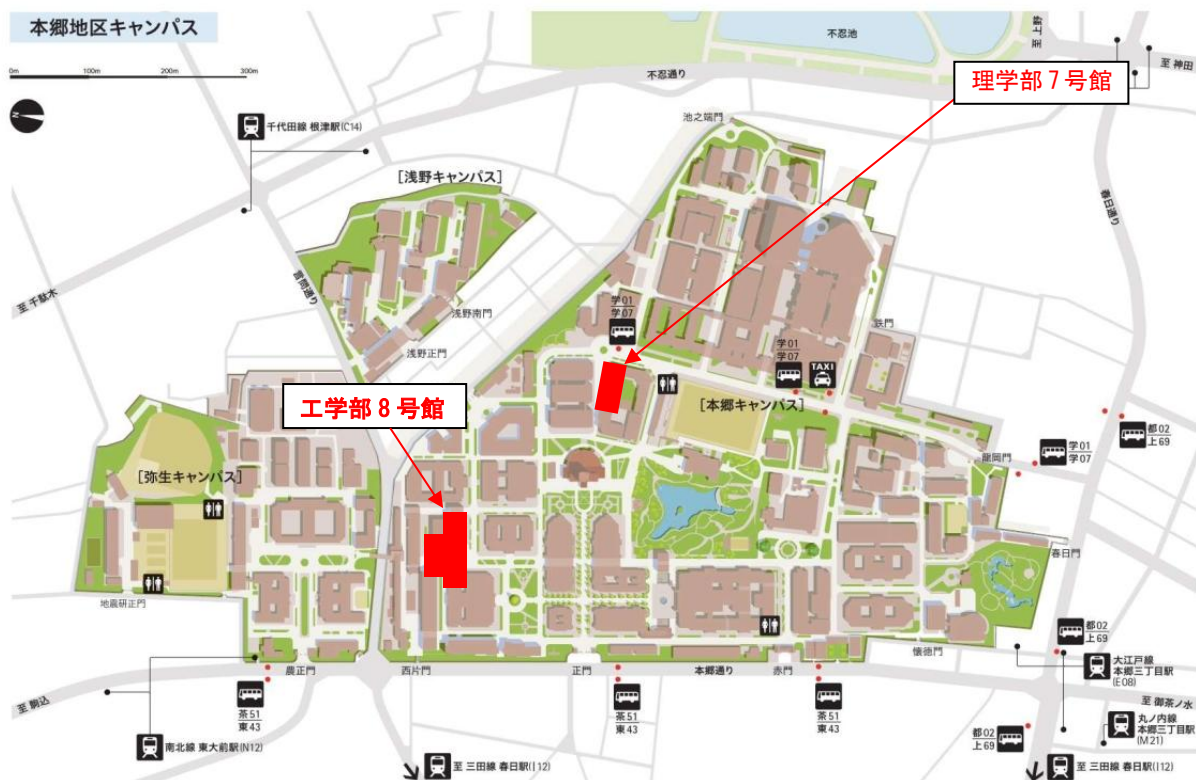 本郷地区キャンパス
0m
100m
200m
300m
N
不忍池
至 上野
至 神田
不忍通り
理学部７号館
千代田線 根津駅(C14)
池之端門
[浅野キャンパス]
春日通り
至 千駄木
言問通り
浅野南門
浅野正門
学01
学07
鉄門
学01
学07
TAXI
工学部８号館
[本郷キャンパス]
都02
上69
学01
学07
龍岡門
[弥生キャンパス]
春日門
地震研正門
都02
上69
懐徳門
大江戸線
本郷三丁目駅
(E08)
農正門
西片門
正門
本郷通り
赤門
至 駒込
茶51
東43
茶51
東43
茶51
東43
至 御茶ノ水
丸ノ内線
本郷三丁目駅
(M21)
都02
上69
南北線 東大前駅(N12)
至 三田線 春日駅(I12)
至 三田線 春日駅(I12)